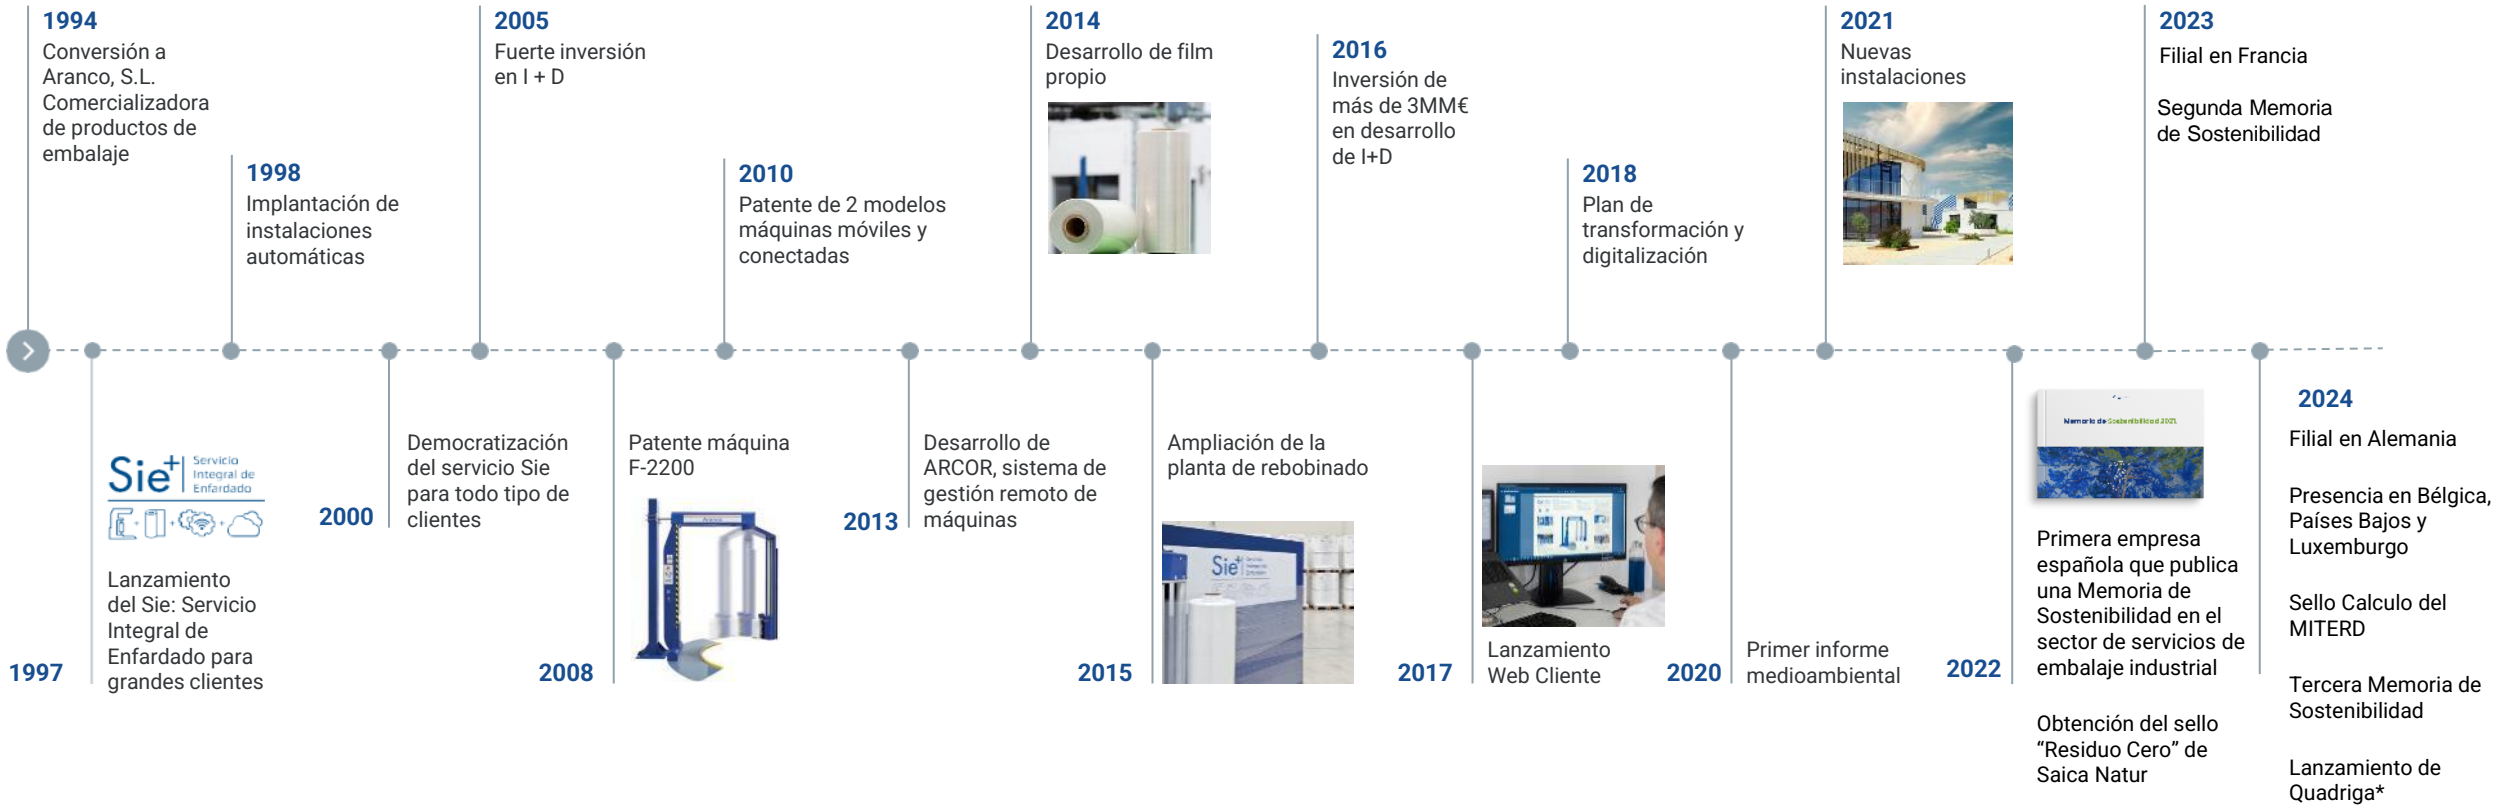 1994
Conversión a
Aranco, S.L.
Comercializadora
de productos de
embalaje
1997
Sie+
Servicio
Integral de
Enfardado
Lanzamiento
del Sie: Servicio
Integral de
Enfardado para
grandes clientes
1998
Implantación de
instalaciones
automáticas
2000
Democratización
del servicio Sie
para todo tipo de
clientes
2005
Fuerte inversión
en I + D
2008
Patente máquina
F-2200
Aranco
2010
Patente de 2 modelos
máquinas móviles y
conectadas
2013
Desarrollo de
ARCOR, sistema de
gestión remoto de
máquinas
2014
Desarrollo de film
propio
2015
Ampliación de la
planta de rebobinado
Sie+
2016
Inversión de
más de 3MM€
en desarrollo
de I+D
2017
Lanzamiento
Web Cliente
2018
Plan de
transformación y
digitalización
2020
Primer informe
medioambiental
2021
Nuevas
instalaciones
2022
Memoria de Sostenibilidad 2021
Primera empresa
española que publica
una Memoria de
Sostenibilidad en el
sector de servicios de
embalaje industrial
Obtención del sello
“Residuo Cero” de
Saica Natur
2023
Filial en Francia
Segunda Memoria
de Sostenibilidad
2024
Filial en Alemania
Presencia en Bélgica,
Países Bajos y
Luxemburgo
Sello Calculo del
MITERD
Tercera Memoria de
Sostenibilidad
Lanzamiento de
Quadriga*